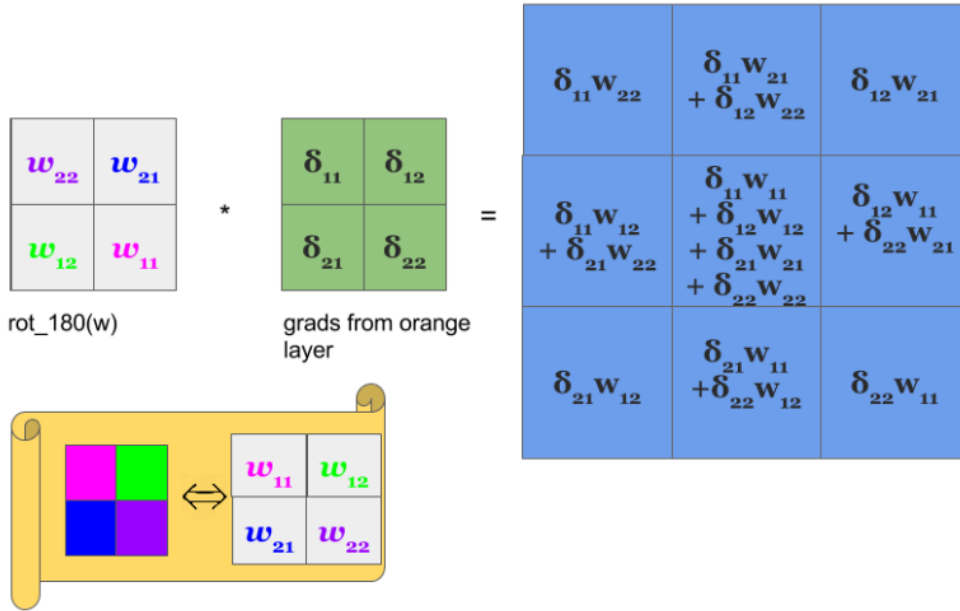 w₂₂ w₂₁
w₁₂ w₁₁
rot_180(w)
*
δ₁₁ δ₁₂
δ₂₁ δ₂₂
grads from orange
layer
=
δ₁₁w₂₂
δ₁₁w₂₁
+ δ₁₂w₂₂
δ₁₂w₂₁
δ₁₁w₁₂
+ δ₂₁w₂₂
δ₁₁w₁₁
+ δ₁₂w₁₂
+ δ₂₁w₂₁
+ δ₂₂w₂₂
δ₁₂w₁₁
+ δ₂₂w₂₁
δ₂₁w₁₂
δ₂₁w₁₁
+δ₂₂w₁₂
δ₂₂w₁₁
⇔
w₁₁ w₁₂
w₂₁ w₂₂